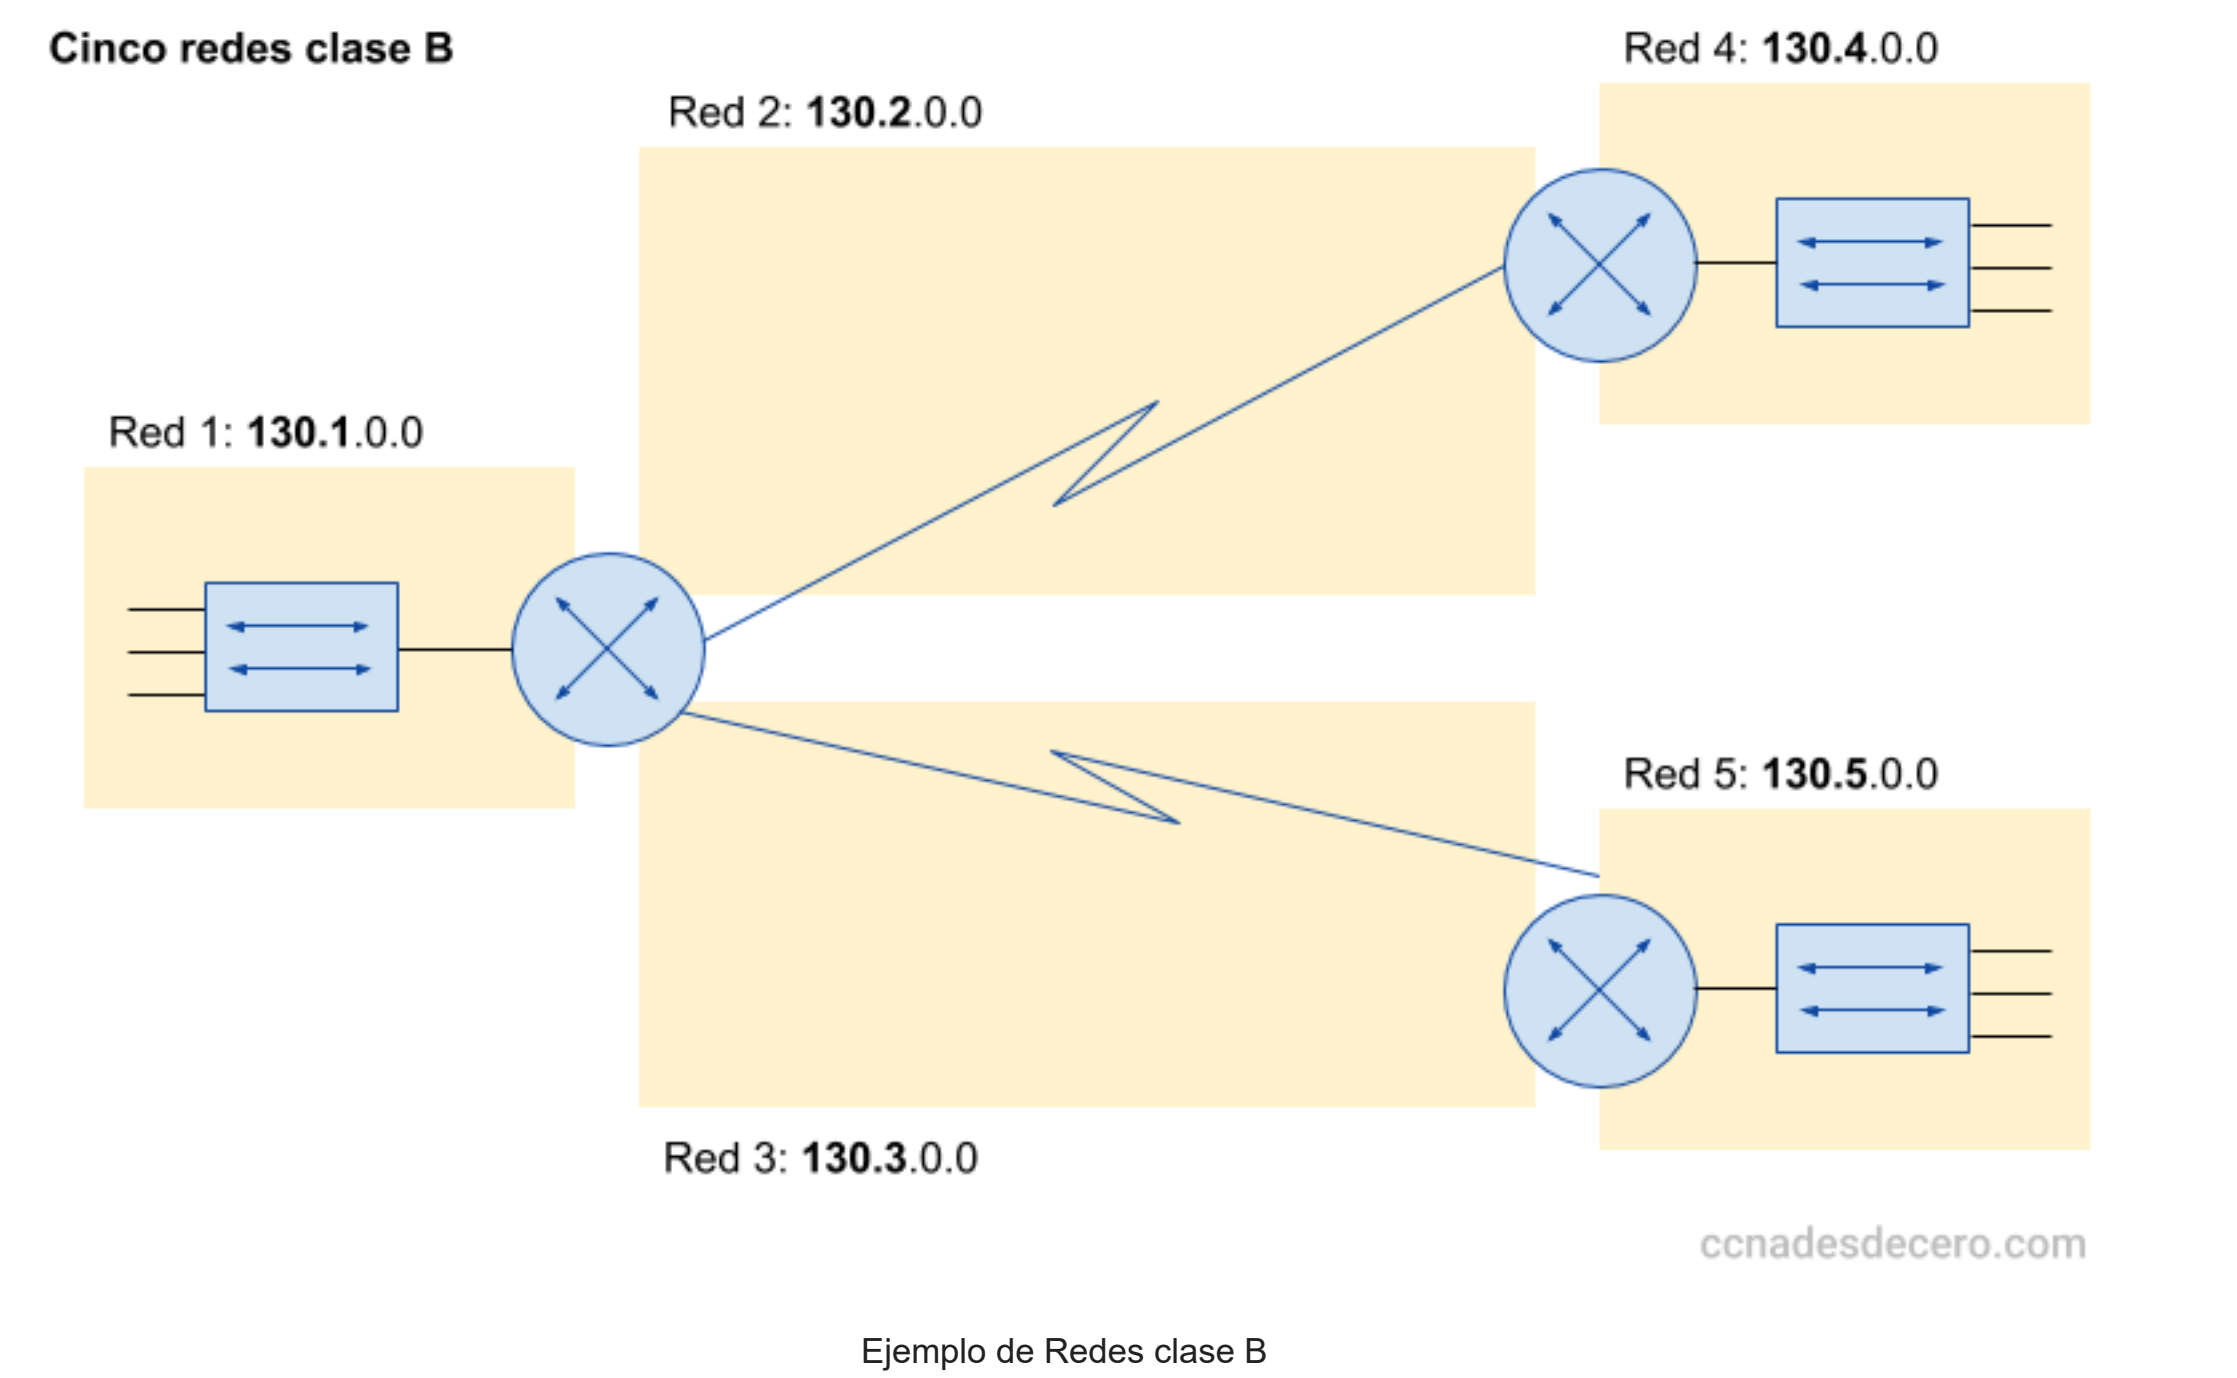 Cinco redes clase B
Red 4: 130.4.0.0
Red 2: 130.2.0.0
Red 1: 130.1.0.0
Red 5: 130.5.0.0
Red 3: 130.3.0.0
ccnadesdecero.com
Ejemplo de Redes clase B